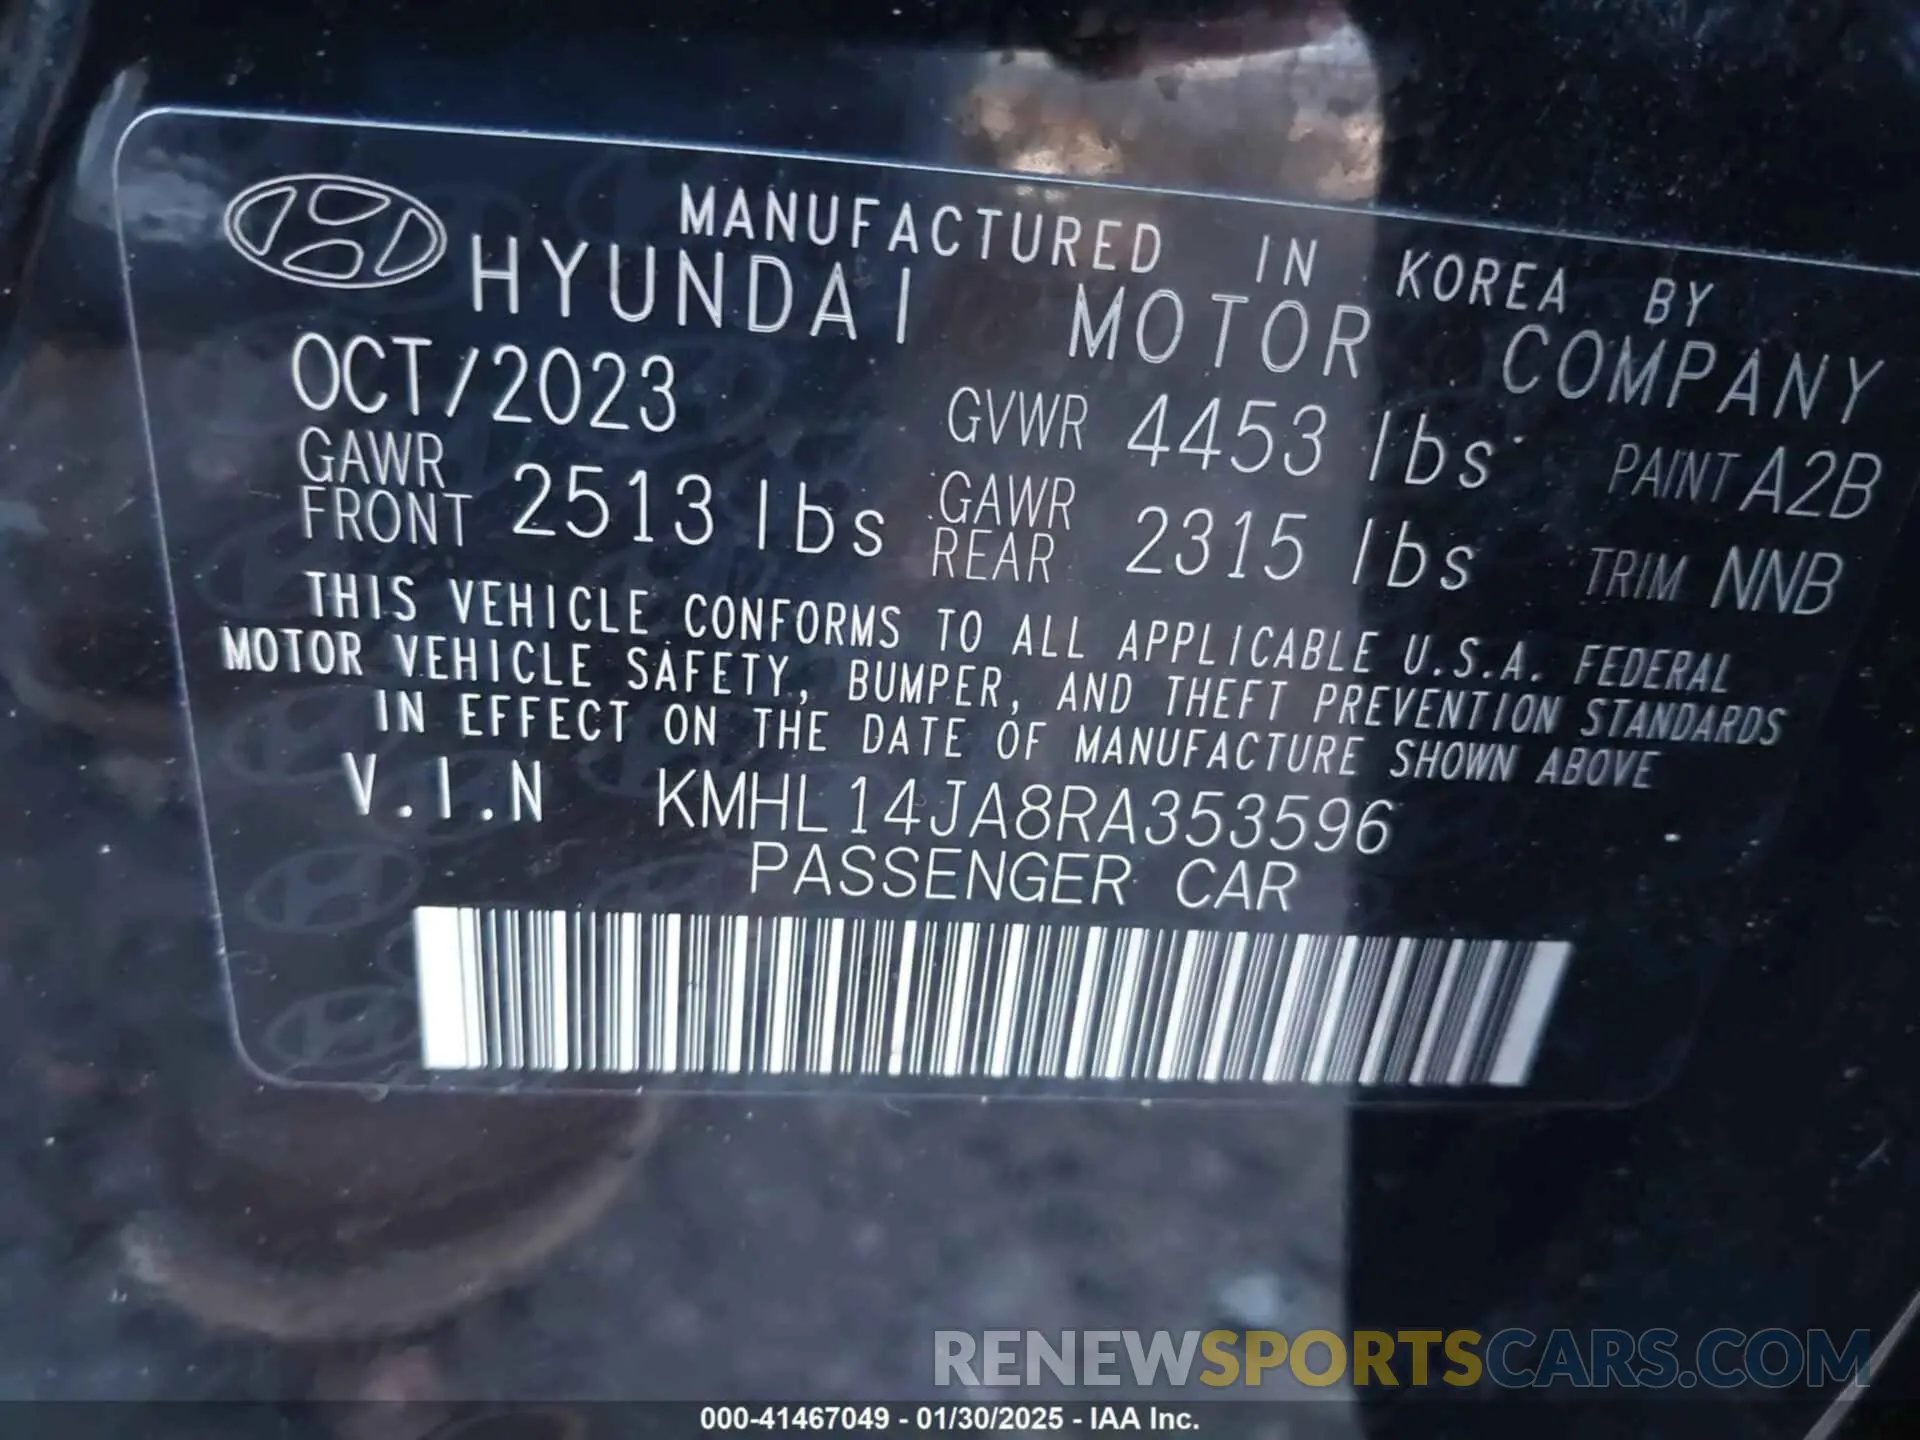 MANUFACTURED IN KOREA BY
HYUNDAI MOTOR COMPANY
OCT/2023 GVWR 4453 lbs PAINT A2B
GAWR FRONT 2513 lbs GAWR REAR 2315 lbs TRIM NNB
THIS VEHICLE CONFORMS TO ALL APPLICABLE U.S.A. FEDERAL
MOTOR VEHICLE SAFETY, BUMPER, AND THEFT PREVENTION STANDARDS
IN EFFECT ON THE DATE OF MANUFACTURE SHOWN ABOVE
V.I.N KMHL14JA8RA353596
PASSENGER CAR
RENEWSPORTSCARS.COM
000-41467049 - 01/30/2025 - IAA Inc.